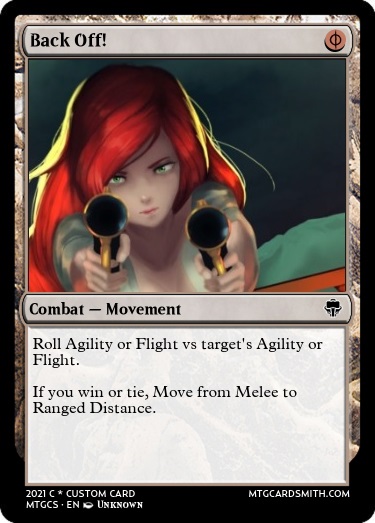 Back Off!
Combat — Movement
Roll Agility or Flight vs target's Agility or
Flight.
If you win or tie, Move from Melee to
Ranged Distance.
2021 C * CUSTOM CARD
MTGCARDSMITH.COM
MTGCS · EN UNKNOWN